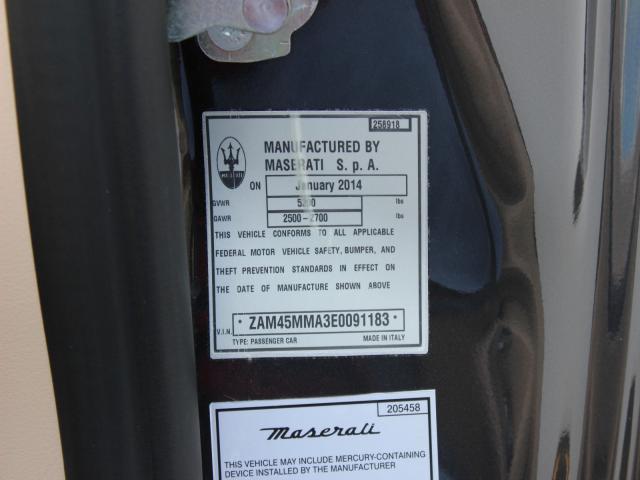 258918
MANUFACTURED BY
MASERATI S. p A.
MASERATI
ON January 2014
GVWR 5200 lbs
GAWR 2500-2700 lbs
THIS VEHICLE CONFORMS TO ALL APPLICABLE
FEDERAL MOTOR VEHICLE SAFETY, BUMPER, AND
THEFT PREVENTION STANDARDS IN EFFECT ON
THE DATE OF MANUFACTURE SHOWN ABOVE
V.I.N. * ZAM45MMA3E0091183 *
TYPE: PASSENGER CAR MADE IN ITALY
205458
Maserati
THIS VEHICLE MAY INCLUDE MERCURY-CONTAINING
DEVICE INSTALLED BY THE MANUFACTURER